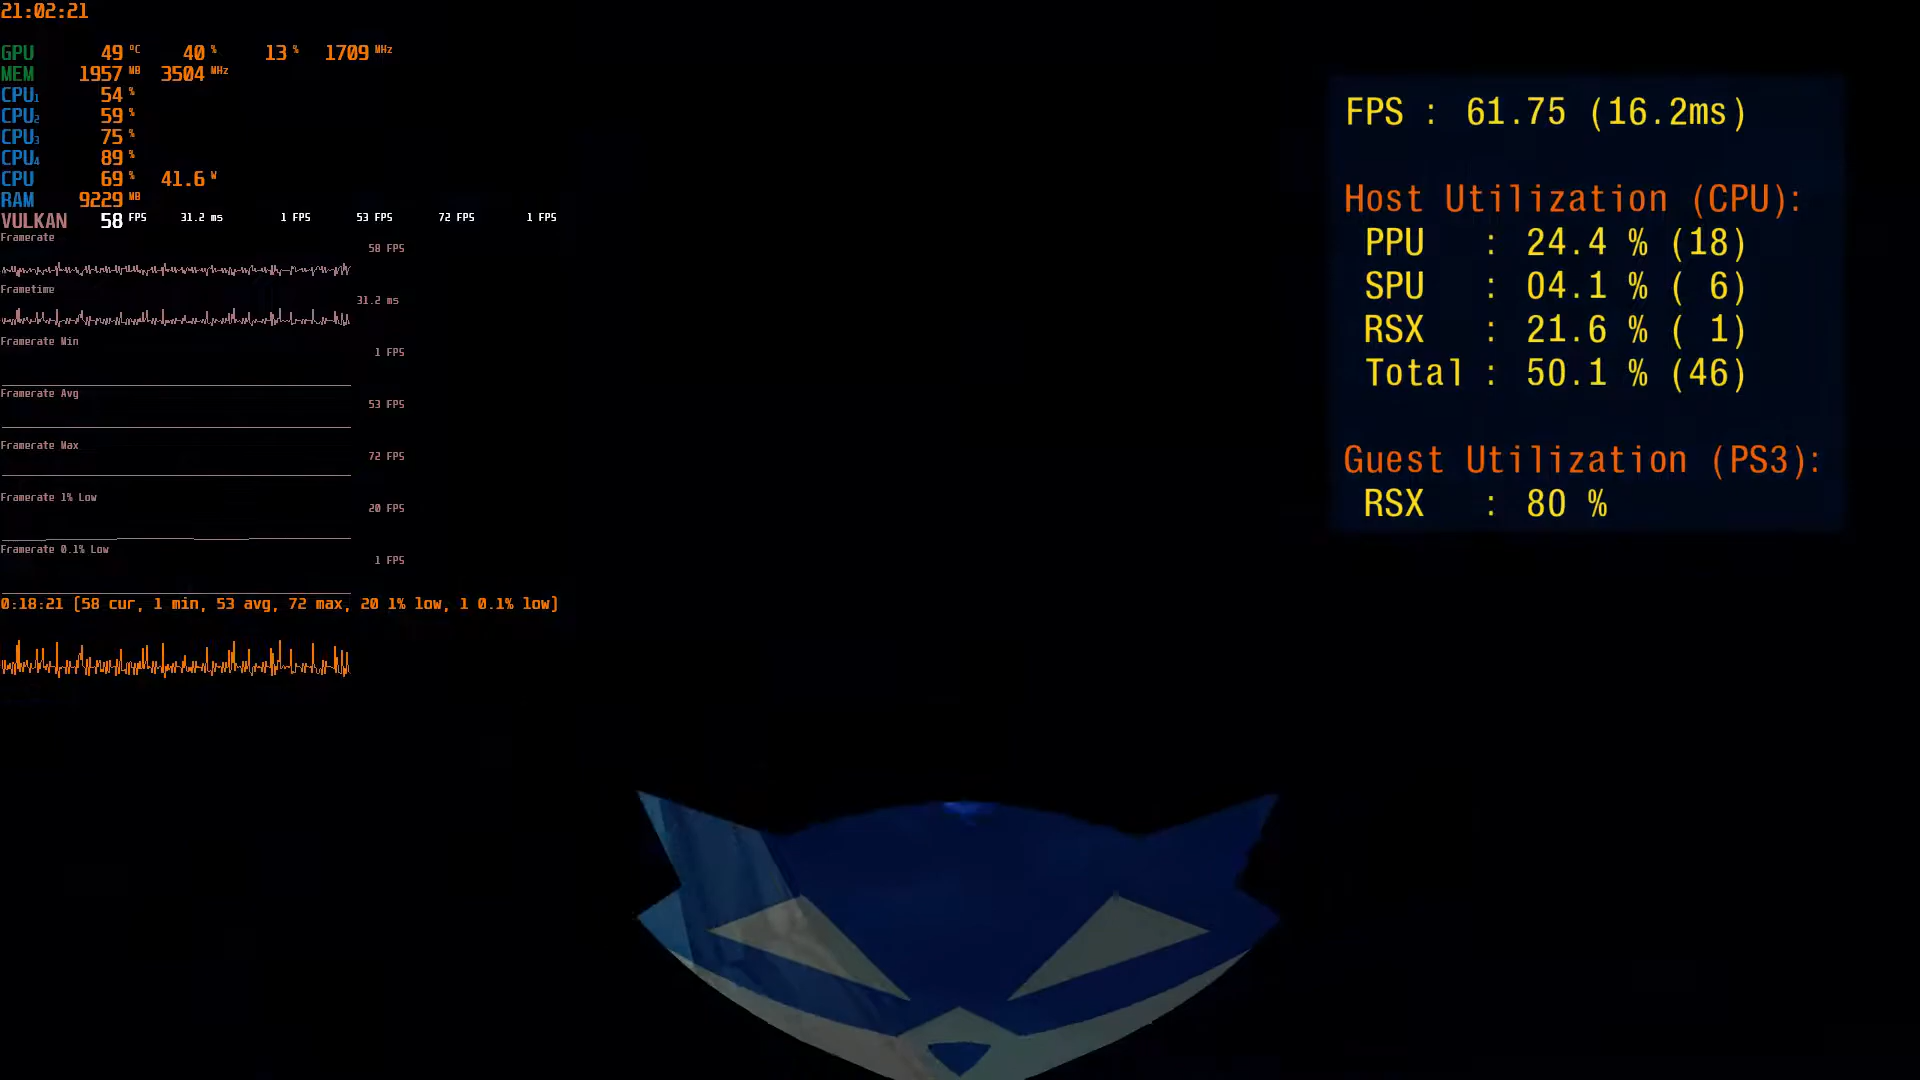 21:02:21
GPU 49 °C 40 % 13 % 1709 MHz
MEM 1957 MB 3504 MHz
CPU1 54 %
CPU2 59 %
CPU3 75 %
CPU4 89 %
CPU 69 % 41.6 W
RAM 9229 MB
VULKAN 58 FPS 31.2 ms 1 FPS 53 FPS 72 FPS 1 FPS
Framerate
58 FPS
Frametime
31.2 ms
Framerate Min
1 FPS
Framerate Avg
53 FPS
Framerate Max
72 FPS
Framerate 1% Low
20 FPS
Framerate 0.1% Low
1 FPS
0:18:21 [58 cur, 1 min, 53 avg, 72 max, 20 1% low, 1 0.1% low]
FPS : 61.75 (16.2ms)
Host Utilization (CPU):
PPU : 24.4 % (18)
SPU : 04.1 % ( 6)
RSX : 21.6 % ( 1)
Total : 50.1 % (46)
Guest Utilization (PS3):
RSX : 80 %